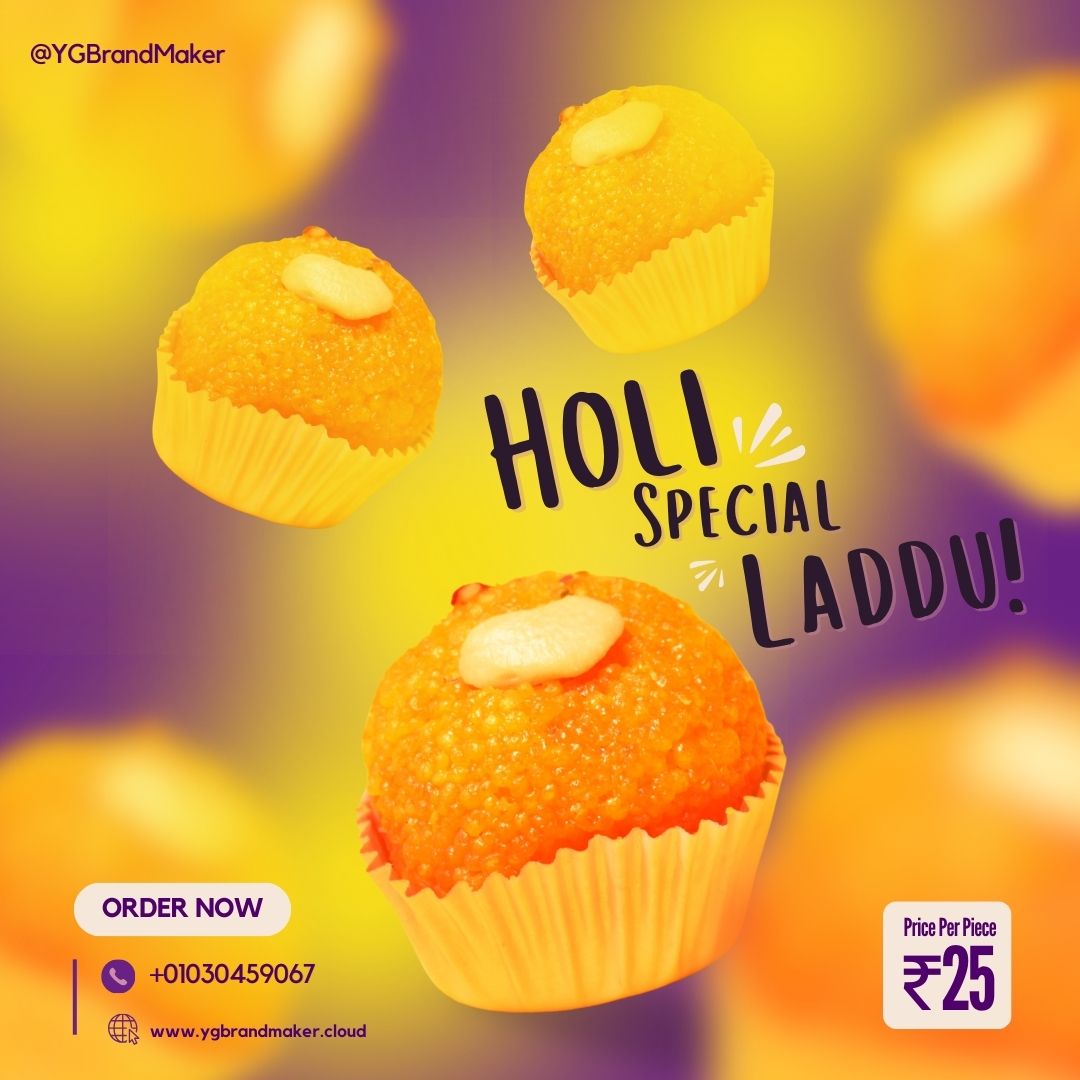 @YGBrandMaker
HOLI
SPECIAL
LADDU!
ORDER NOW
+01030459067
www.ygbrandmaker.cloud
Price Per Piece
₹25